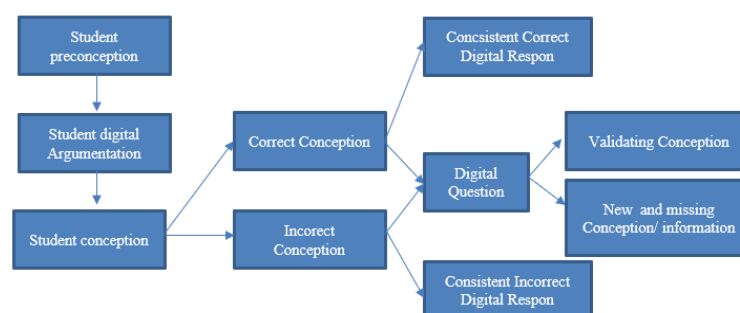 Student
preconception
Student digital
Argumentation
Student conception
Correct Conception
Incorect
Conception
Concsistent Correct
Digital Respon
Digital
Question
Consistent Incorrect
Digital Respon
Validating Conception
New and missing
Conception/ information